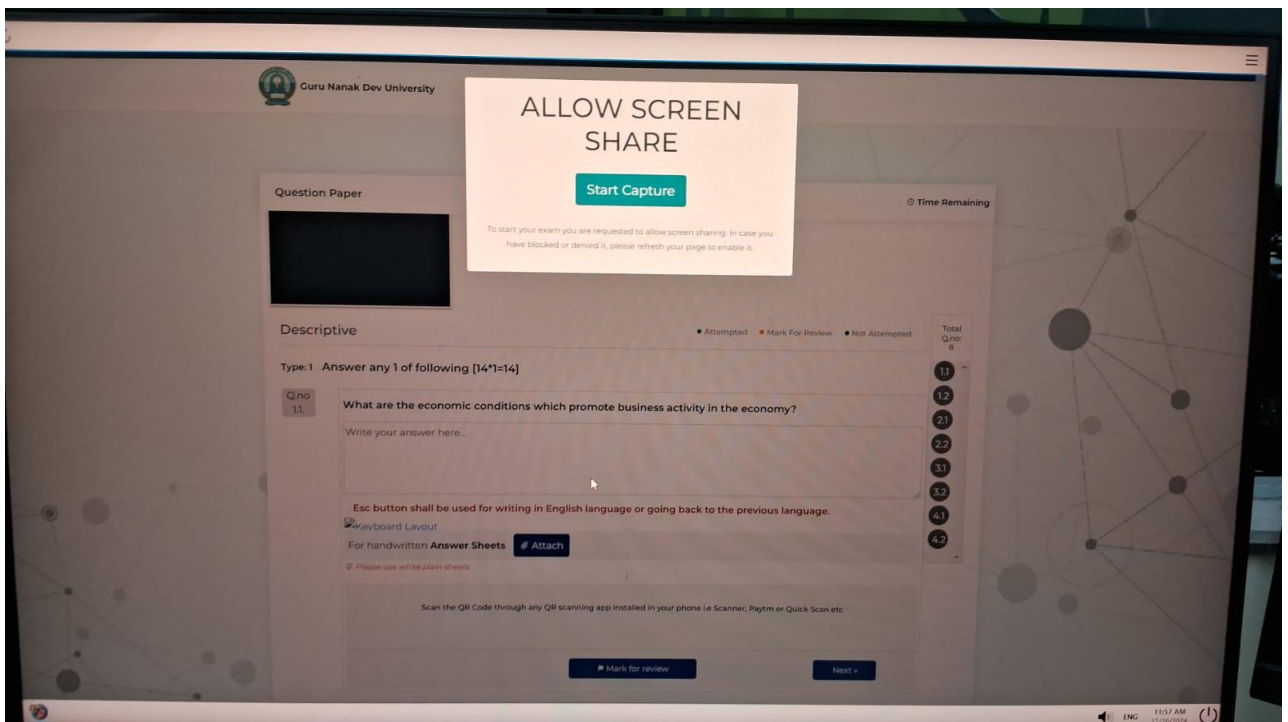 Guru Nanak Dev University
ALLOW SCREEN
SHARE
Start Capture
To start your exam you are requested to allow screen sharing. In case you
have blocked or denied it, please refresh your page to enable it.
Question Paper
Time Remaining
Descriptive
Attempted Mark For Review Not Attempted
Total
Q.no:
8
Type: 1 Answer any 1 of following [14*1=14]
Q.no
1.1.
What are the economic conditions which promote business activity in the economy?
Write your answer here...
1.1
1.2
2.1
2.2
3.1
3.2
4.1
4.2
Esc button shall be used for writing in English language or going back to the previous language.
Keyboard Layout
For handwritten Answer Sheets Attach
Please use white plain sheets
Scan the QR Code through any QR scanning app installed in your phone i.e Scanner, Paytm or Quick Scan etc
Mark for review
Next »
ENG
11:57 AM
11/16/2024